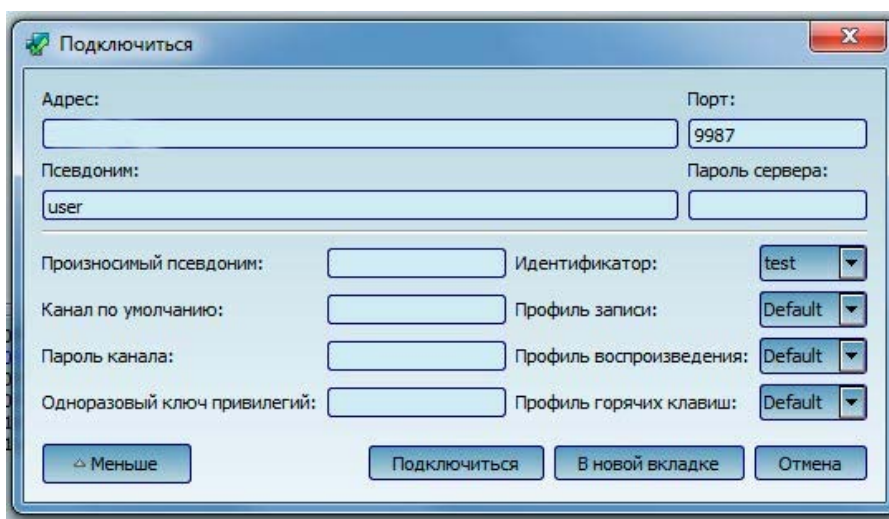 Подключиться
Адрес: Порт:
9987
Псевдоним: Пароль сервера:
user
Произносимый псевдоним: Идентификатор: test
Канал по умолчанию: Профиль записи: Default
Пароль канала: Профиль воспроизведения: Default
Одноразовый ключ привилегий: Профиль горячих клавиш: Default
Меньше Подключиться В новой вкладке Отмена